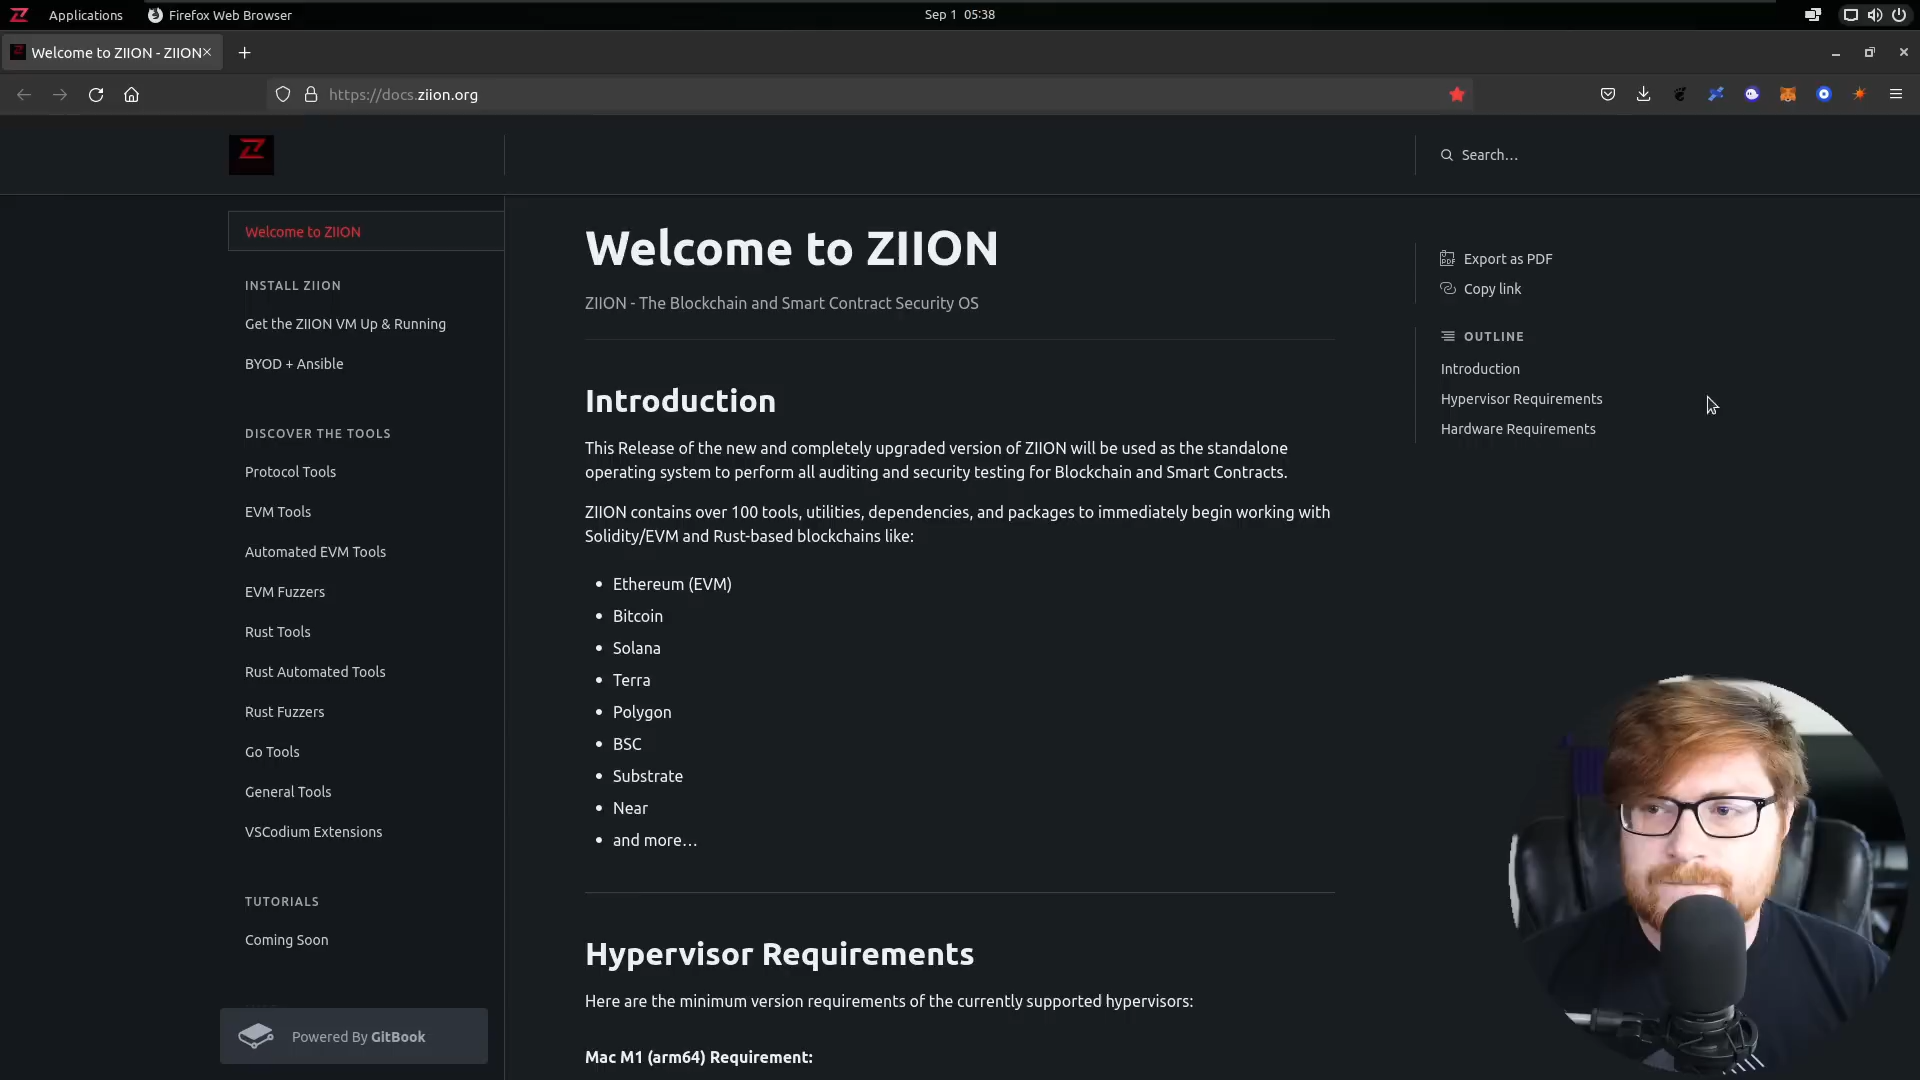 Applications
Firefox Web Browser
Sep 1 05:38
Welcome to ZIION - ZIION
https://docs.ziion.org
Search...
Welcome to ZIION
INSTALL ZIION
Get the ZIION VM Up & Running
BYOD + Ansible
DISCOVER THE TOOLS
Protocol Tools
EVM Tools
Automated EVM Tools
EVM Fuzzers
Rust Tools
Rust Automated Tools
Rust Fuzzers
Go Tools
General Tools
VSCodium Extensions
TUTORIALS
Coming Soon
Powered By GitBook
Welcome to ZIION
ZIION - The Blockchain and Smart Contract Security OS
Introduction
This Release of the new and completely upgraded version of ZIION will be used as the standalone
operating system to perform all auditing and security testing for Blockchain and Smart Contracts.
ZIION contains over 100 tools, utilities, dependencies, and packages to immediately begin working with
Solidity/EVM and Rust-based blockchains like:
• Ethereum (EVM)
• Bitcoin
• Solana
• Terra
• Polygon
• BSC
• Substrate
• Near
• and more...
Hypervisor Requirements
Here are the minimum version requirements of the currently supported hypervisors:
Mac M1 (arm64) Requirement:
PDF
Export as PDF
Copy link
OUTLINE
Introduction
Hypervisor Requirements
Hardware Requirements